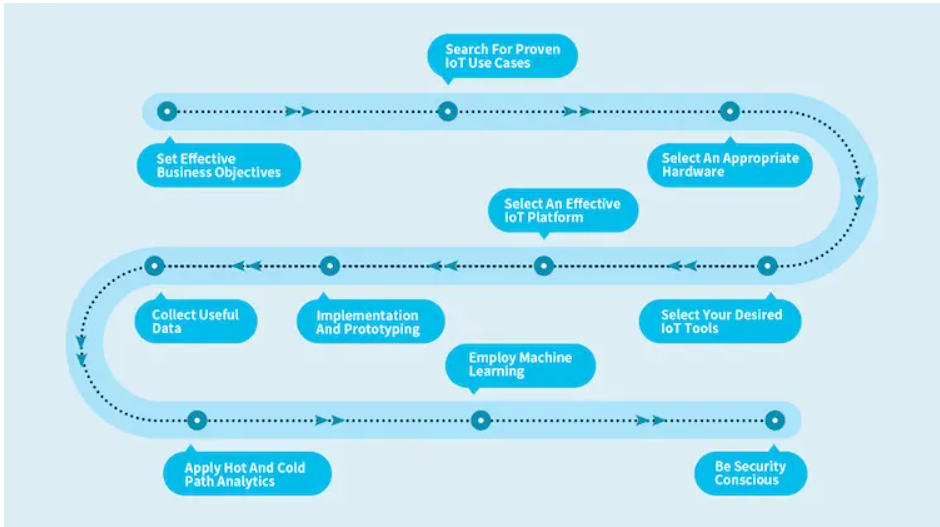 Search For Proven
IoT Use Cases
Set Effective
Business Objectives
Select An Appropriate
Hardware
Select An Effective
IoT Platform
Collect Useful
Data
Implementation
And Prototyping
Select Your Desired
IoT Tools
Employ Machine
Learning
Apply Hot And Cold
Path Analytics
Be Security
Conscious